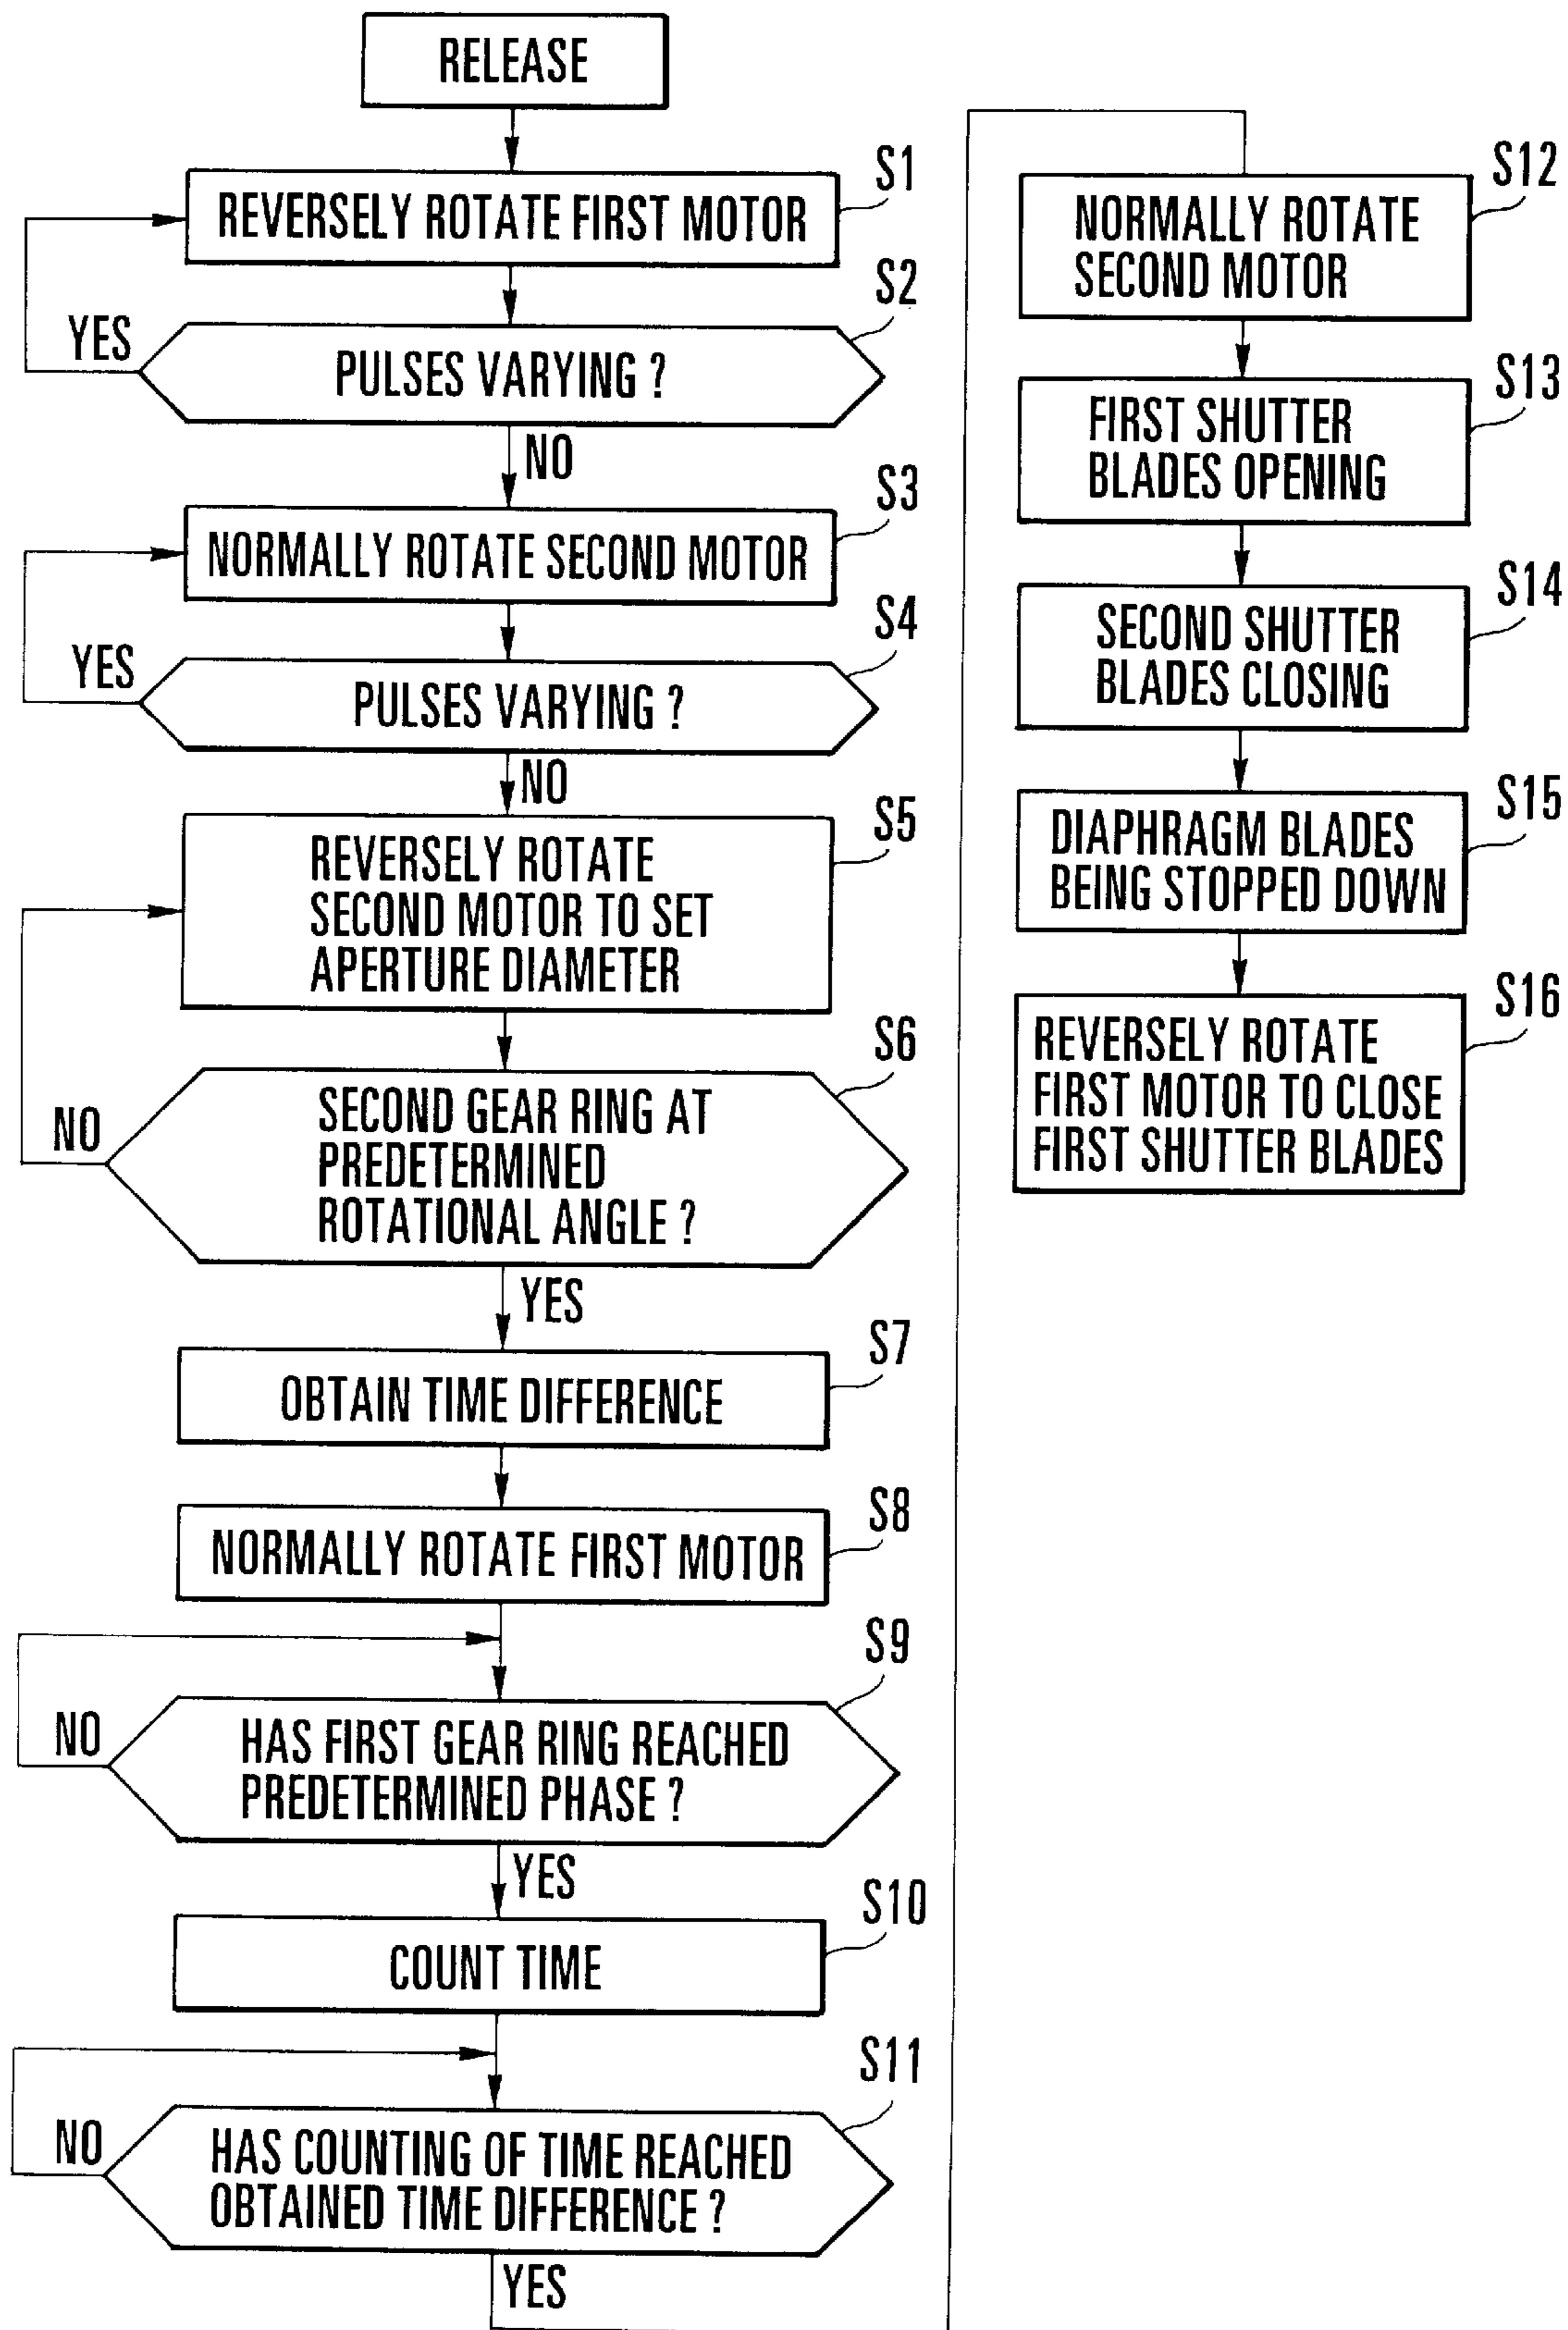 RELEASE
S1
REVERSELY ROTATE FIRST MOTOR
S2
YES
PULSES VARYING ?
NO
S3
NORMALLY ROTATE SECOND MOTOR
S4
YES
PULSES VARYING ?
NO
S5
REVERSELY ROTATE
SECOND MOTOR TO SET
APERTURE DIAMETER
S6
NO
SECOND GEAR RING AT
PREDETERMINED
ROTATIONAL ANGLE ?
YES
S7
OBTAIN TIME DIFFERENCE
S8
NORMALLY ROTATE FIRST MOTOR
S9
NO
HAS FIRST GEAR RING REACHED
PREDETERMINED PHASE ?
YES
S10
COUNT TIME
S11
NO
HAS COUNTING OF TIME REACHED
OBTAINED TIME DIFFERENCE ?
YES
S12
NORMALLY ROTATE
SECOND MOTOR
S13
FIRST SHUTTER
BLADES OPENING
S14
SECOND SHUTTER
BLADES CLOSING
S15
DIAPHRAGM BLADES
BEING STOPPED DOWN
S16
REVERSELY ROTATE
FIRST MOTOR TO CLOSE
FIRST SHUTTER BLADES